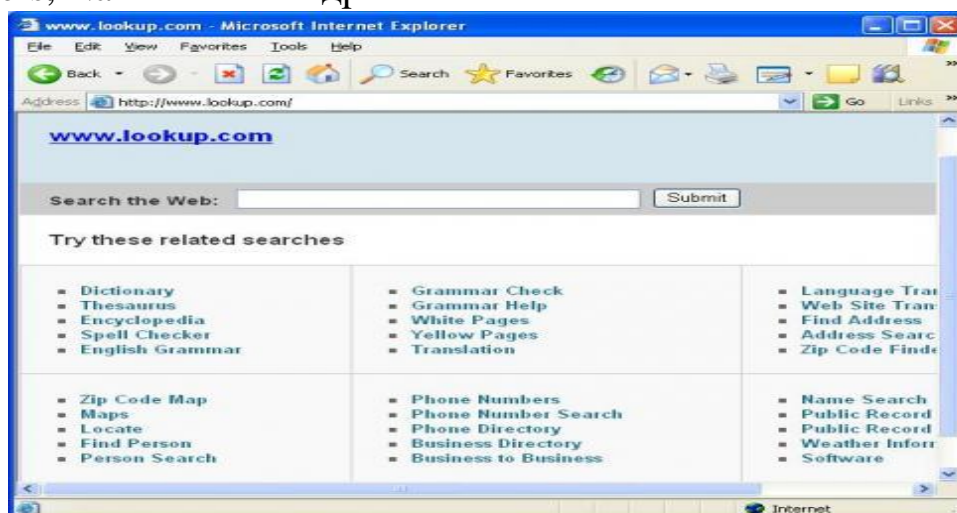 www.lookup.com - Microsoft Internet Explorer
File Edit View Favorites Tools Help
Back Search Favorites
Address http://www.lookup.com/ Go Links
www.lookup.com
Search the Web: Submit
Try these related searches
Dictionary
Thesaurus
Encyclopedia
Spell Checker
English Grammar
Grammar Check
Grammar Help
White Pages
Yellow Pages
Translation
Language Tran
Web Site Tran
Find Address
Address Searc
Zip Code Finde
Zip Code Map
Maps
Locate
Find Person
Person Search
Phone Numbers
Phone Number Search
Phone Directory
Business Directory
Business to Business
Name Search
Public Record
Public Record
Weather Inforr
Software
Internet